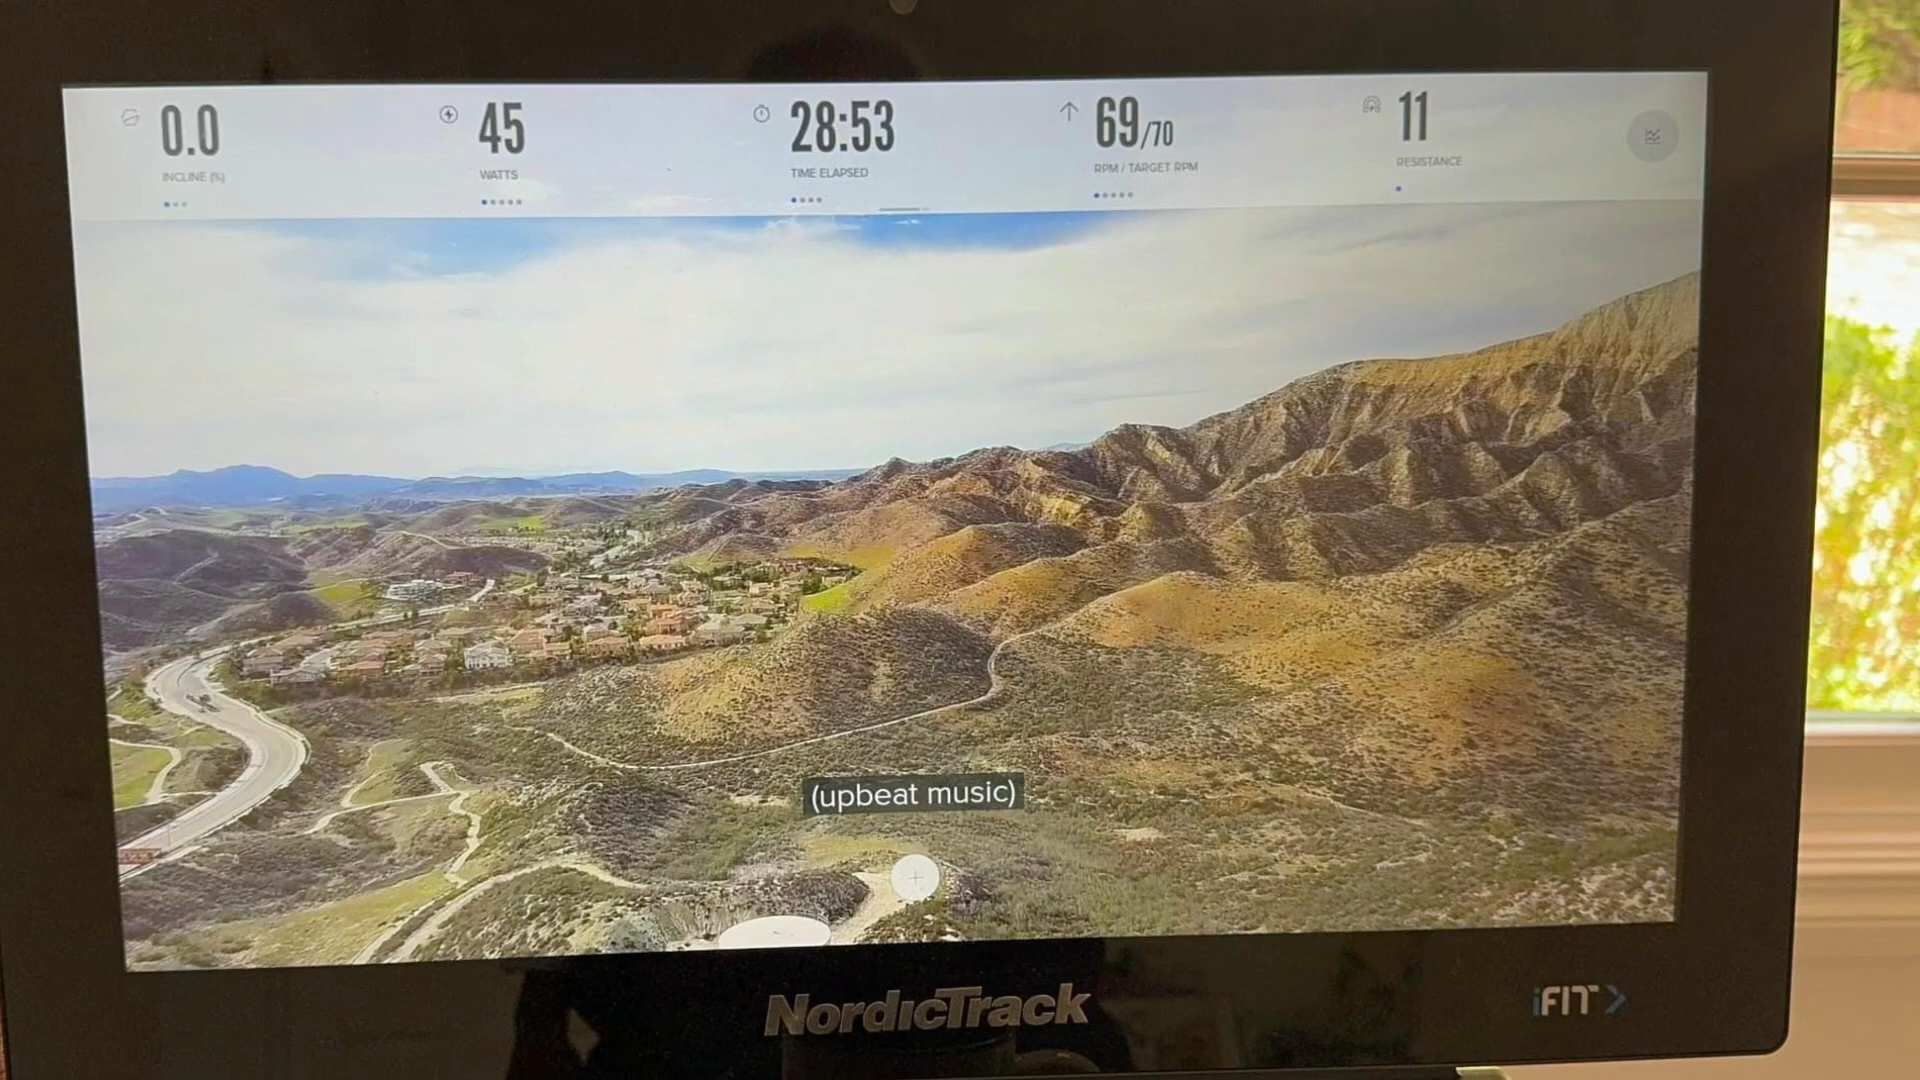 0.0
INCLINE (%)
45
WATTS
28:53
TIME ELAPSED
69/70
RPM / TARGET RPM
11
RESISTANCE
(upbeat music)
NordicTrack
iFIT